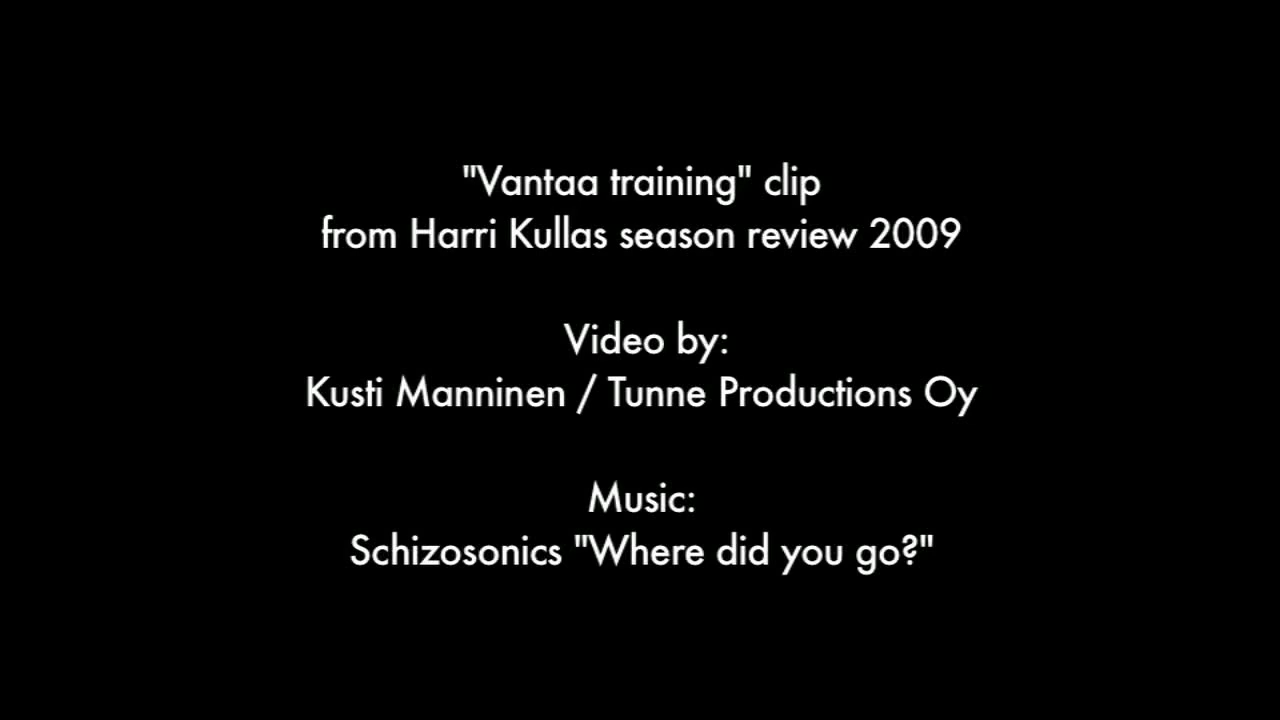 "Vantaa training" clip
from Harri Kullas season review 2009
Video by:
Kusti Manninen / Tunne Productions Oy
Music:
Schizosonics "Where did you go?"